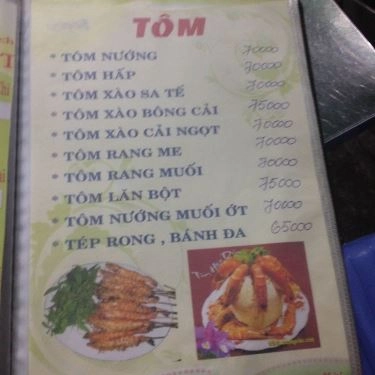 TÔM
* TÔM NƯỚNG 70000
* TÔM HẤP 70000
* TÔM XÀO SA TẾ 70000
* TÔM XÀO BÔNG CẢI 75000
* TÔM XÀO CẢI NGỌT 70000
* TÔM RANG ME 70000
* TÔM RANG MUỐI 70000
* TÔM LĂN BỘT 75000
* TÔM NƯỚNG MUỐI ỚT 70000
* TÉP RONG , BÁNH ĐA 65000